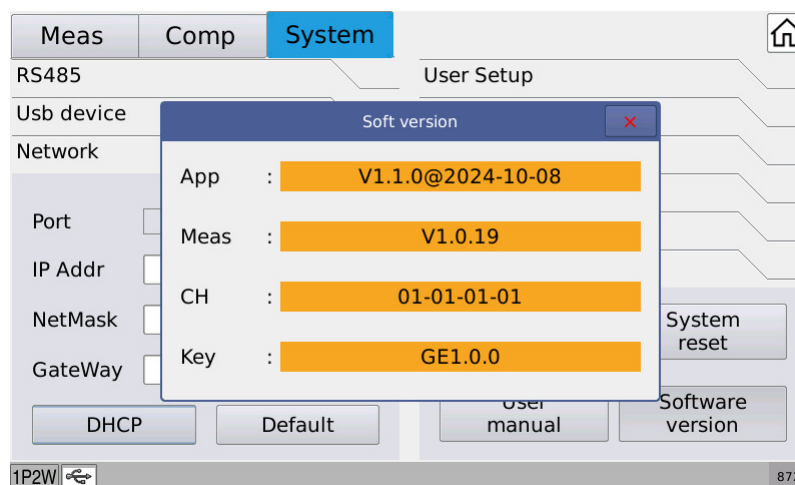 Meas Comp System
RS485 User Setup
Usb device
Network
Soft version
App : V1.1.0@2024-10-08
Meas : V1.0.19
CH : 01-01-01-01
Key : GE1.0.0
Port
IP Addr
NetMask
GateWay
DHCP Default
System
reset
User
manual
Software
version
1P2W